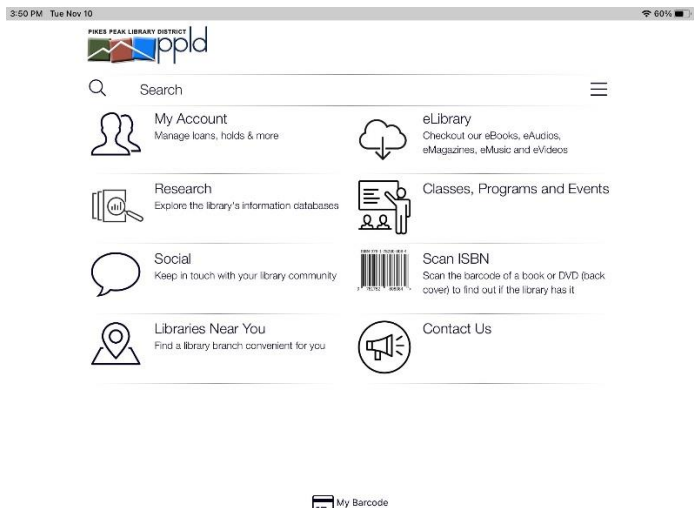 3:50 PM Tue Nov 10
60%
PIKES PEAK LIBRARY DISTRICT
ppld
Search
My Account
Manage loans, holds & more
eLibrary
Checkout our eBooks, eAudios,
eMagazines, eMusic and eVideos
Research
Explore the library's information databases
Classes, Programs and Events
Social
Keep in touch with your library community
Scan ISBN
Scan the barcode of a book or DVD (back
cover) to find out if the library has it
Libraries Near You
Find a library branch convenient for you
Contact Us
My Barcode